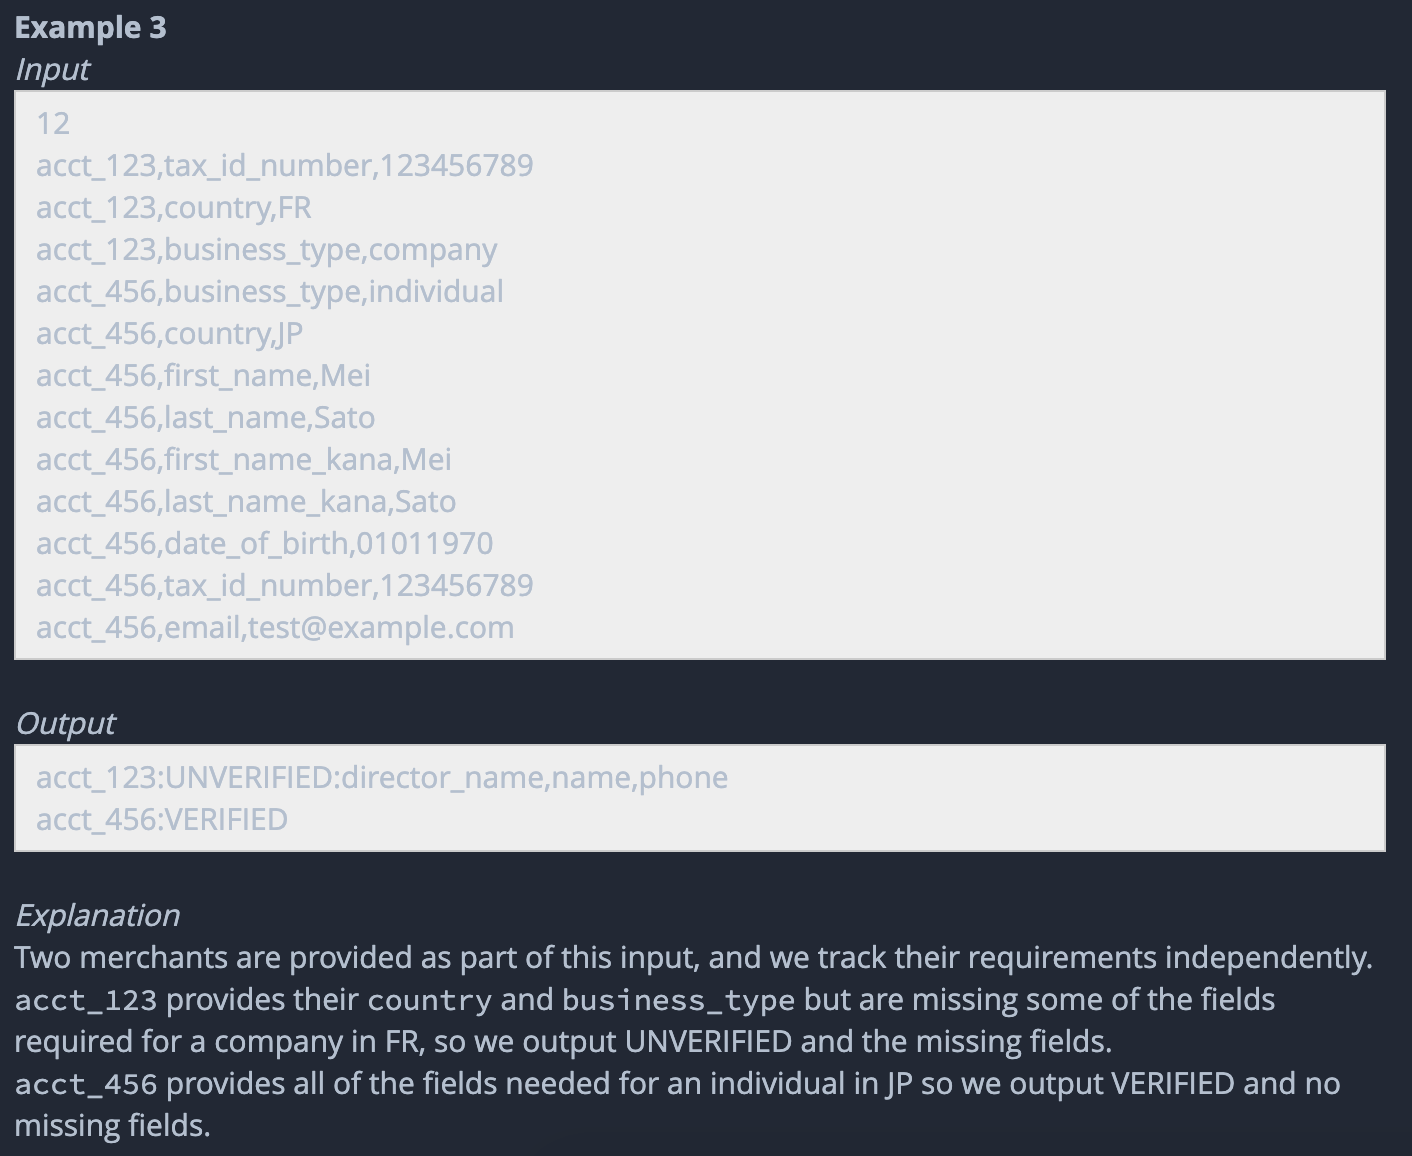 Example 3
Input
12
acct_123,tax_id_number,123456789
acct_123,country,FR
acct_123,business_type,company
acct_456,business_type,individual
acct_456,country,JP
acct_456,first_name,Mei
acct_456,last_name,Sato
acct_456,first_name_kana,Mei
acct_456,last_name_kana,Sato
acct_456,date_of_birth,01011970
acct_456,tax_id_number,123456789
acct_456,email,test@example.com
Output
acct_123:UNVERIFIED:director_name,name,phone
acct_456:VERIFIED
Explanation
Two merchants are provided as part of this input, and we track their requirements independently.
acct_123 provides their country and business_type but are missing some of the fields
required for a company in FR, so we output UNVERIFIED and the missing fields.
acct_456 provides all of the fields needed for an individual in JP so we output VERIFIED and no
missing fields.